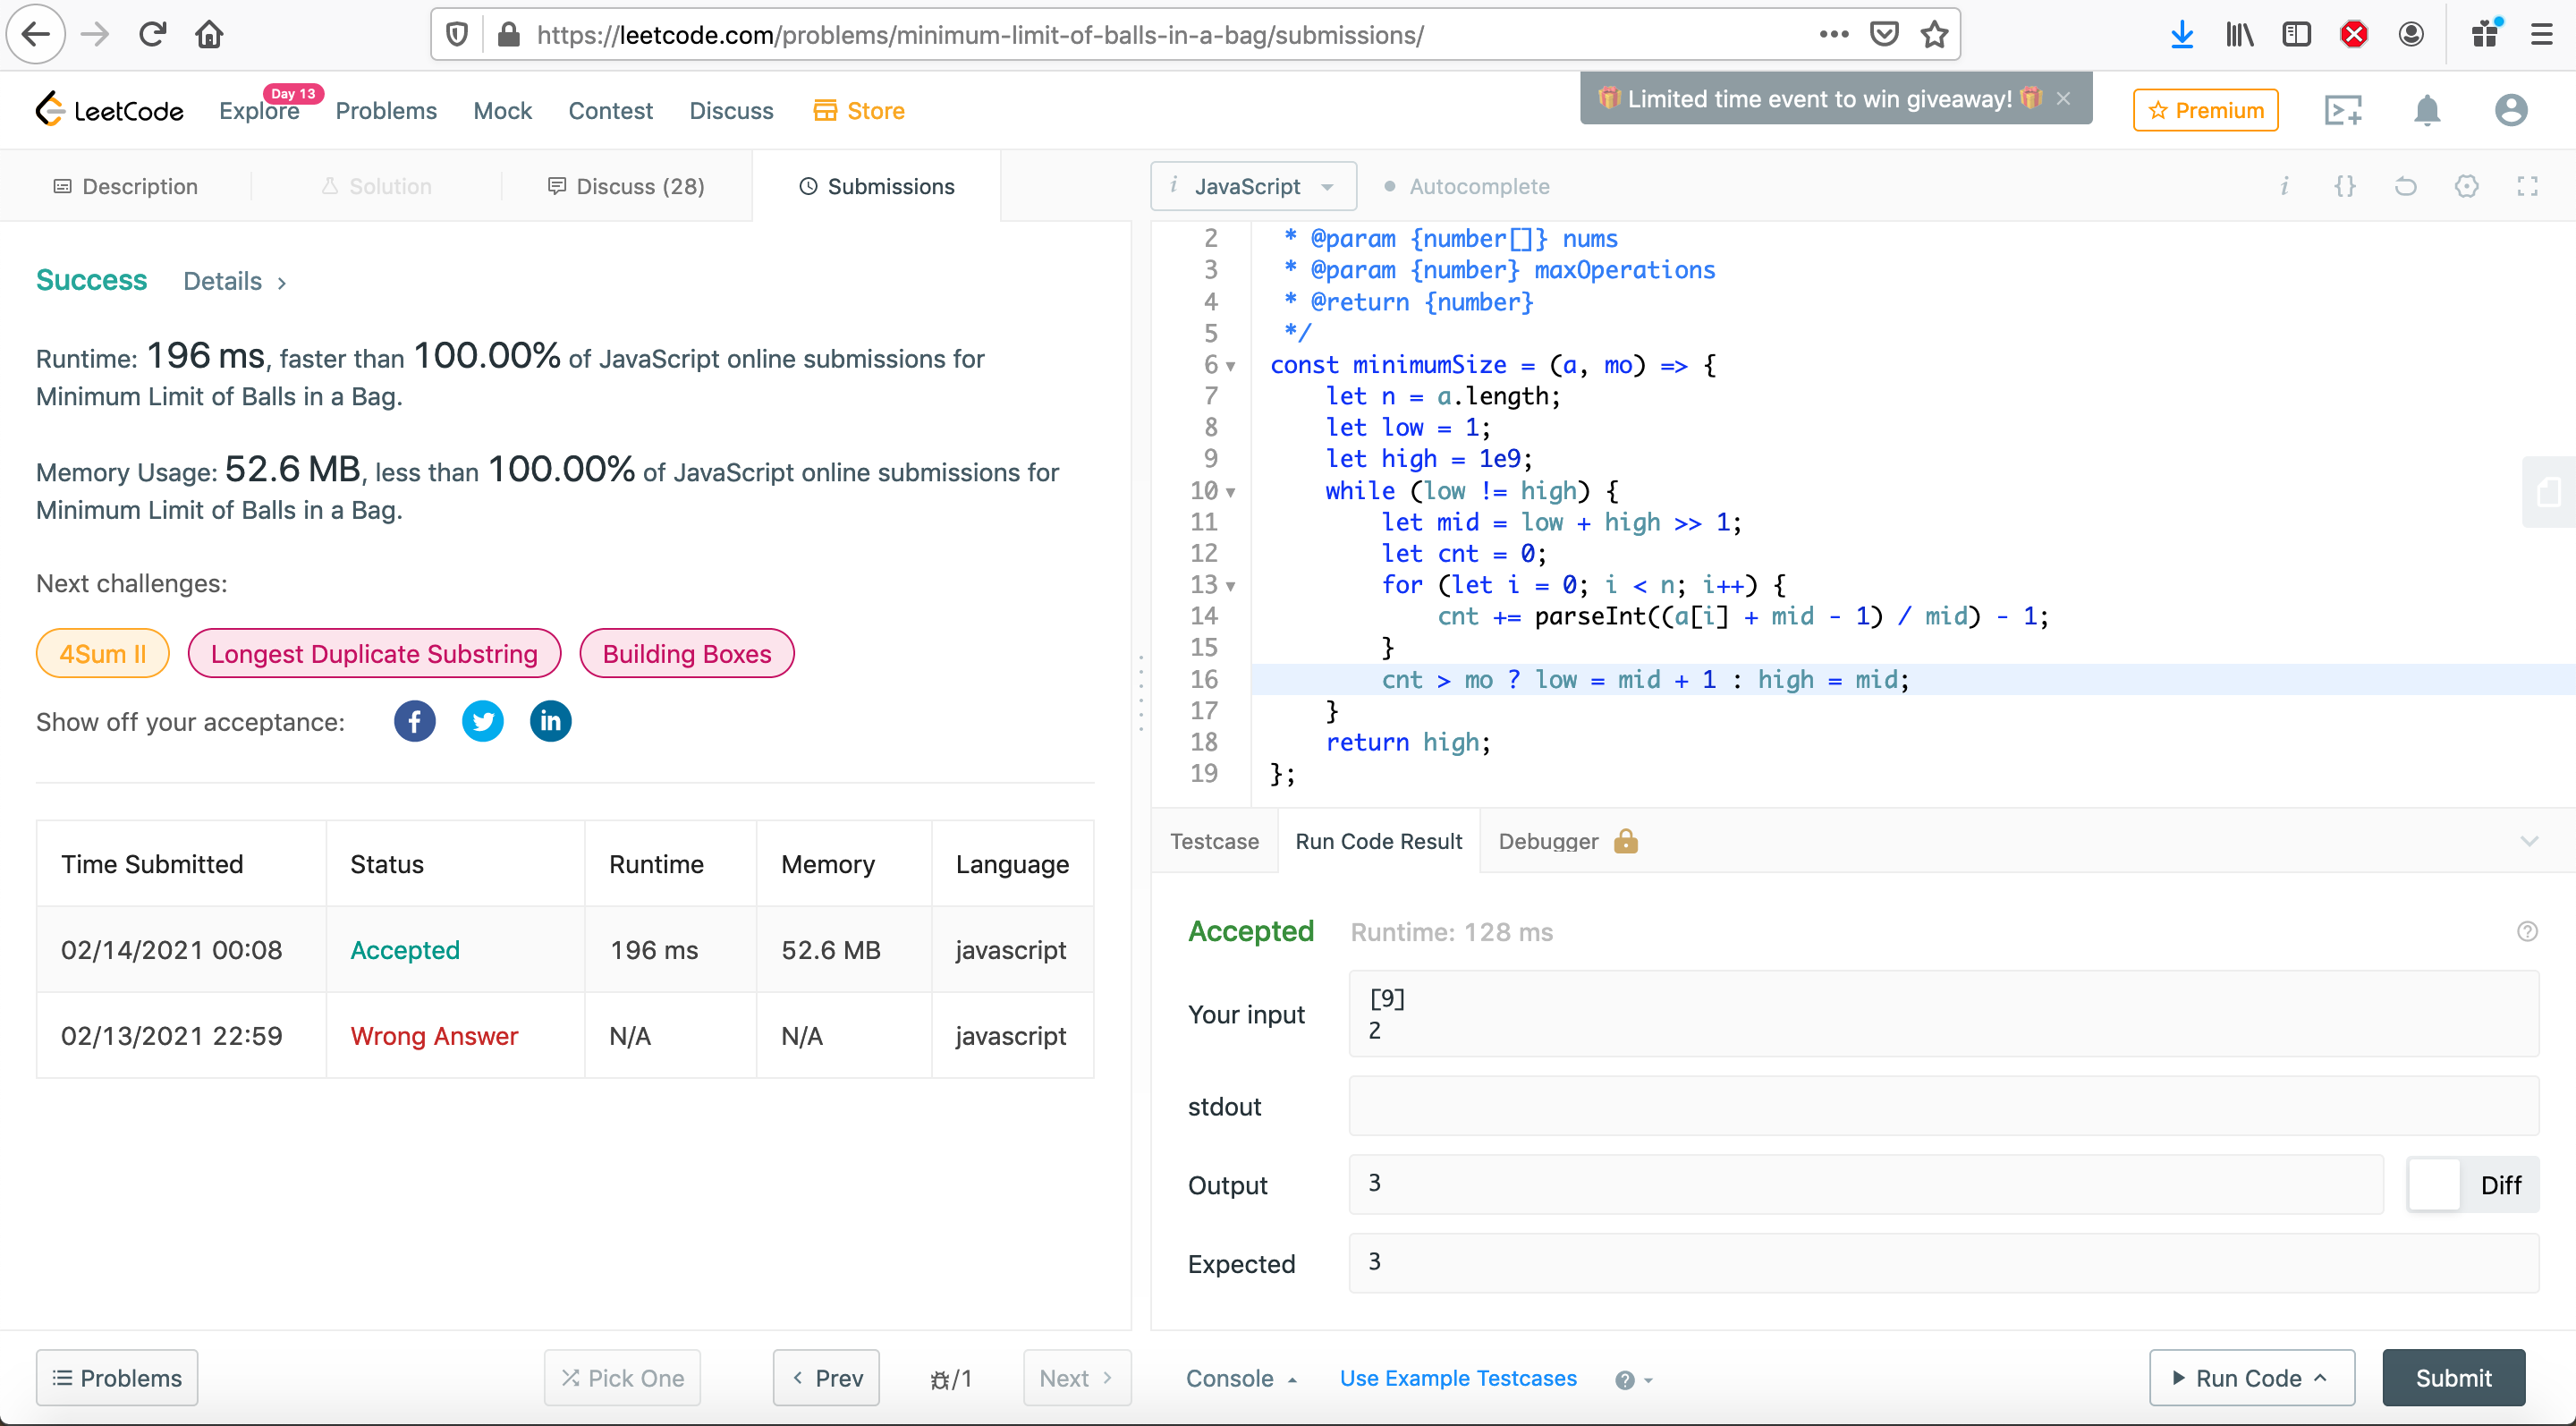 https://leetcode.com/problems/minimum-limit-of-balls-in-a-bag/submissions/
LeetCode
Explore
Day 13
Problems
Mock
Contest
Discuss
Store
🎁 Limited time event to win giveaway! 🎁
Premium
Description
Solution
Discuss (28)
Submissions
Success
Details
Runtime: 196 ms, faster than 100.00% of JavaScript online submissions for
Minimum Limit of Balls in a Bag.
Memory Usage: 52.6 MB, less than 100.00% of JavaScript online submissions for
Minimum Limit of Balls in a Bag.
Next challenges:
4Sum II
Longest Duplicate Substring
Building Boxes
Show off your acceptance:
Time Submitted Status Runtime Memory Language
02/14/2021 00:08 Accepted 196 ms 52.6 MB javascript
02/13/2021 22:59 Wrong Answer N/A N/A javascript
Problems
Pick One
Prev
/1
Next
i JavaScript
Autocomplete
i {}
2 * @param {number[]} nums
3 * @param {number} maxOperations
4 * @return {number}
5 */
6 const minimumSize = (a, mo) => {
7 let n = a.length;
8 let low = 1;
9 let high = 1e9;
10 while (low != high) {
11 let mid = low + high >> 1;
12 let cnt = 0;
13 for (let i = 0; i < n; i++) {
14 cnt += parseInt((a[i] + mid - 1) / mid) - 1;
15 }
16 cnt > mo ? low = mid + 1 : high = mid;
17 }
18 return high;
19 };
Testcase
Run Code Result
Debugger
Accepted
Runtime: 128 ms
Your input
[9]
2
stdout
Output
3
Diff
Expected
3
Console
Use Example Testcases
Run Code
Submit